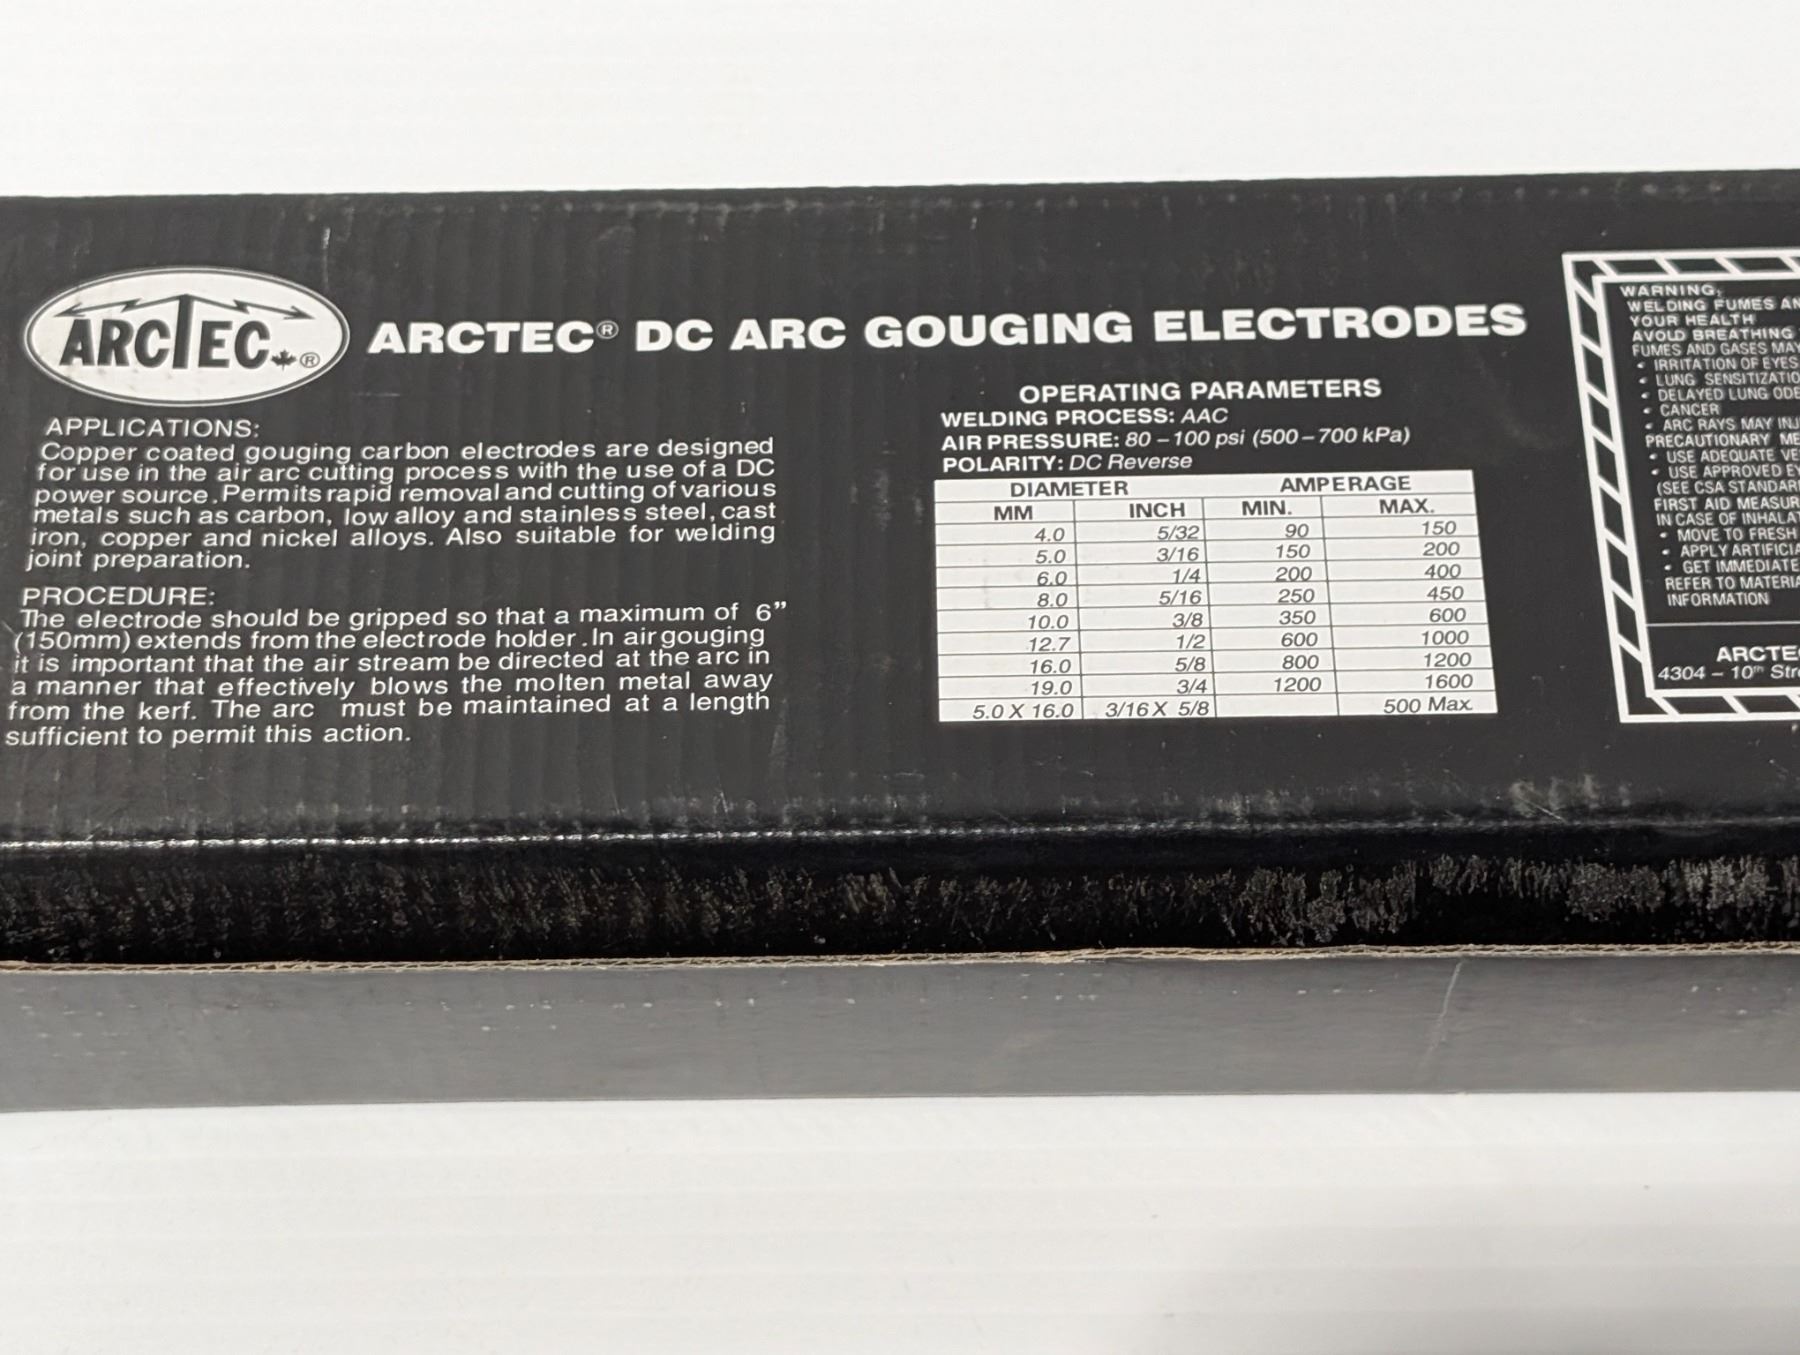 ARCTEC ®
ARCTEC® DC ARC GOUGING ELECTRODES
APPLICATIONS:
Copper coated gouging carbon electrodes are designed
for use in the air arc cutting process with the use of a DC
power source. Permits rapid removal and cutting of various
metals such as carbon, low alloy and stainless steel, cast
iron, copper and nickel alloys. Also suitable for welding
joint preparation.
PROCEDURE:
The electrode should be gripped so that a maximum of 6"
(150mm) extends from the electrode holder. In air gouging
it is important that the air stream be directed at the arc in
a manner that effectively blows the molten metal away
from the kerf. The arc must be maintained at a length
sufficient to permit this action.
OPERATING PARAMETERS
WELDING PROCESS: AAC
AIR PRESSURE: 80 – 100 psi (500 – 700 kPa)
POLARITY: DC Reverse
DIAMETER AMPERAGE
MM INCH MIN. MAX.
4.0 5/32 90 150
5.0 3/16 150 200
6.0 1/4 200 400
8.0 5/16 250 450
10.0 3/8 350 600
12.7 1/2 600 1000
16.0 5/8 800 1200
19.0 3/4 1200 1600
5.0 X 16.0 3/16 X 5/8 500 Max.
WARNING:
WELDING FUMES AN
YOUR HEALTH
AVOID BREATHING
FUMES AND GASES MAY
• IRRITATION OF EYES
• LUNG SENSITIZATIO
• DELAYED LUNG ODE
• CANCER
• ARC RAYS MAY INJ
PRECAUTIONARY ME
• USE ADEQUATE VE
• USE APPROVED EY
(SEE CSA STANDAR
FIRST AID MEASUR
IN CASE OF INHALAT
• MOVE TO FRESH
• APPLY ARTIFICIA
• GET IMMEDIATE
REFER TO MATERIA
INFORMATION
ARCTE
4304 – 10th Stre